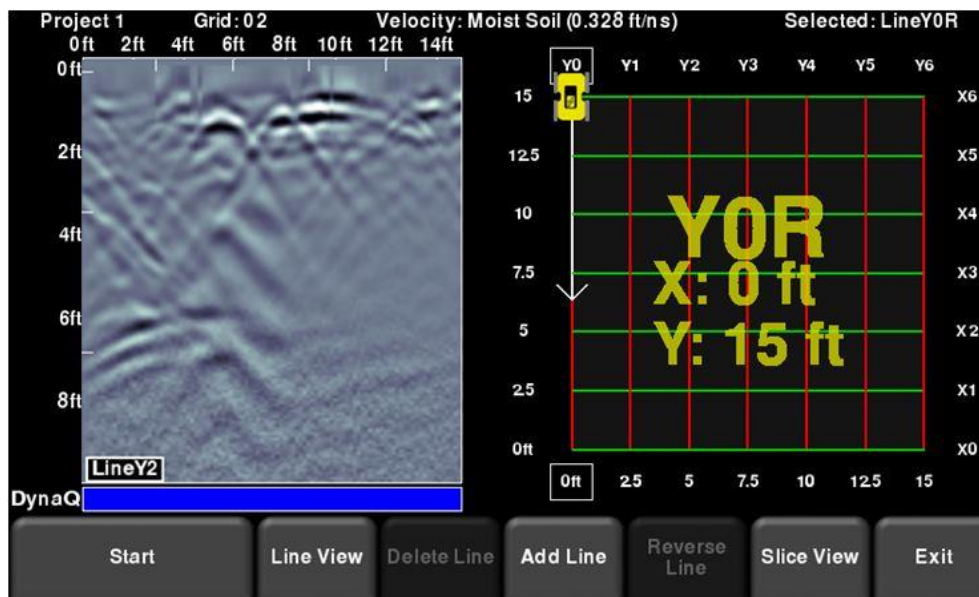 Project 1 Grid: 02 Velocity: Moist Soil (0.328 ft/ns) Selected: LineY0R
0ft 2ft 4ft 6ft 8ft 10ft 12ft 14ft
0ft
2ft
4ft
6ft
8ft
LineY2
DynaQ
Y0 Y1 Y2 Y3 Y4 Y5 Y6
15 X6
12.5 X5
10 X4
7.5 X3
5 X2
2.5 X1
0ft X0
Y0R
X: 0 ft
Y: 15 ft
0ft 2.5 5 7.5 10 12.5 15
Start Line View Delete Line Add Line Reverse Line Slice View Exit